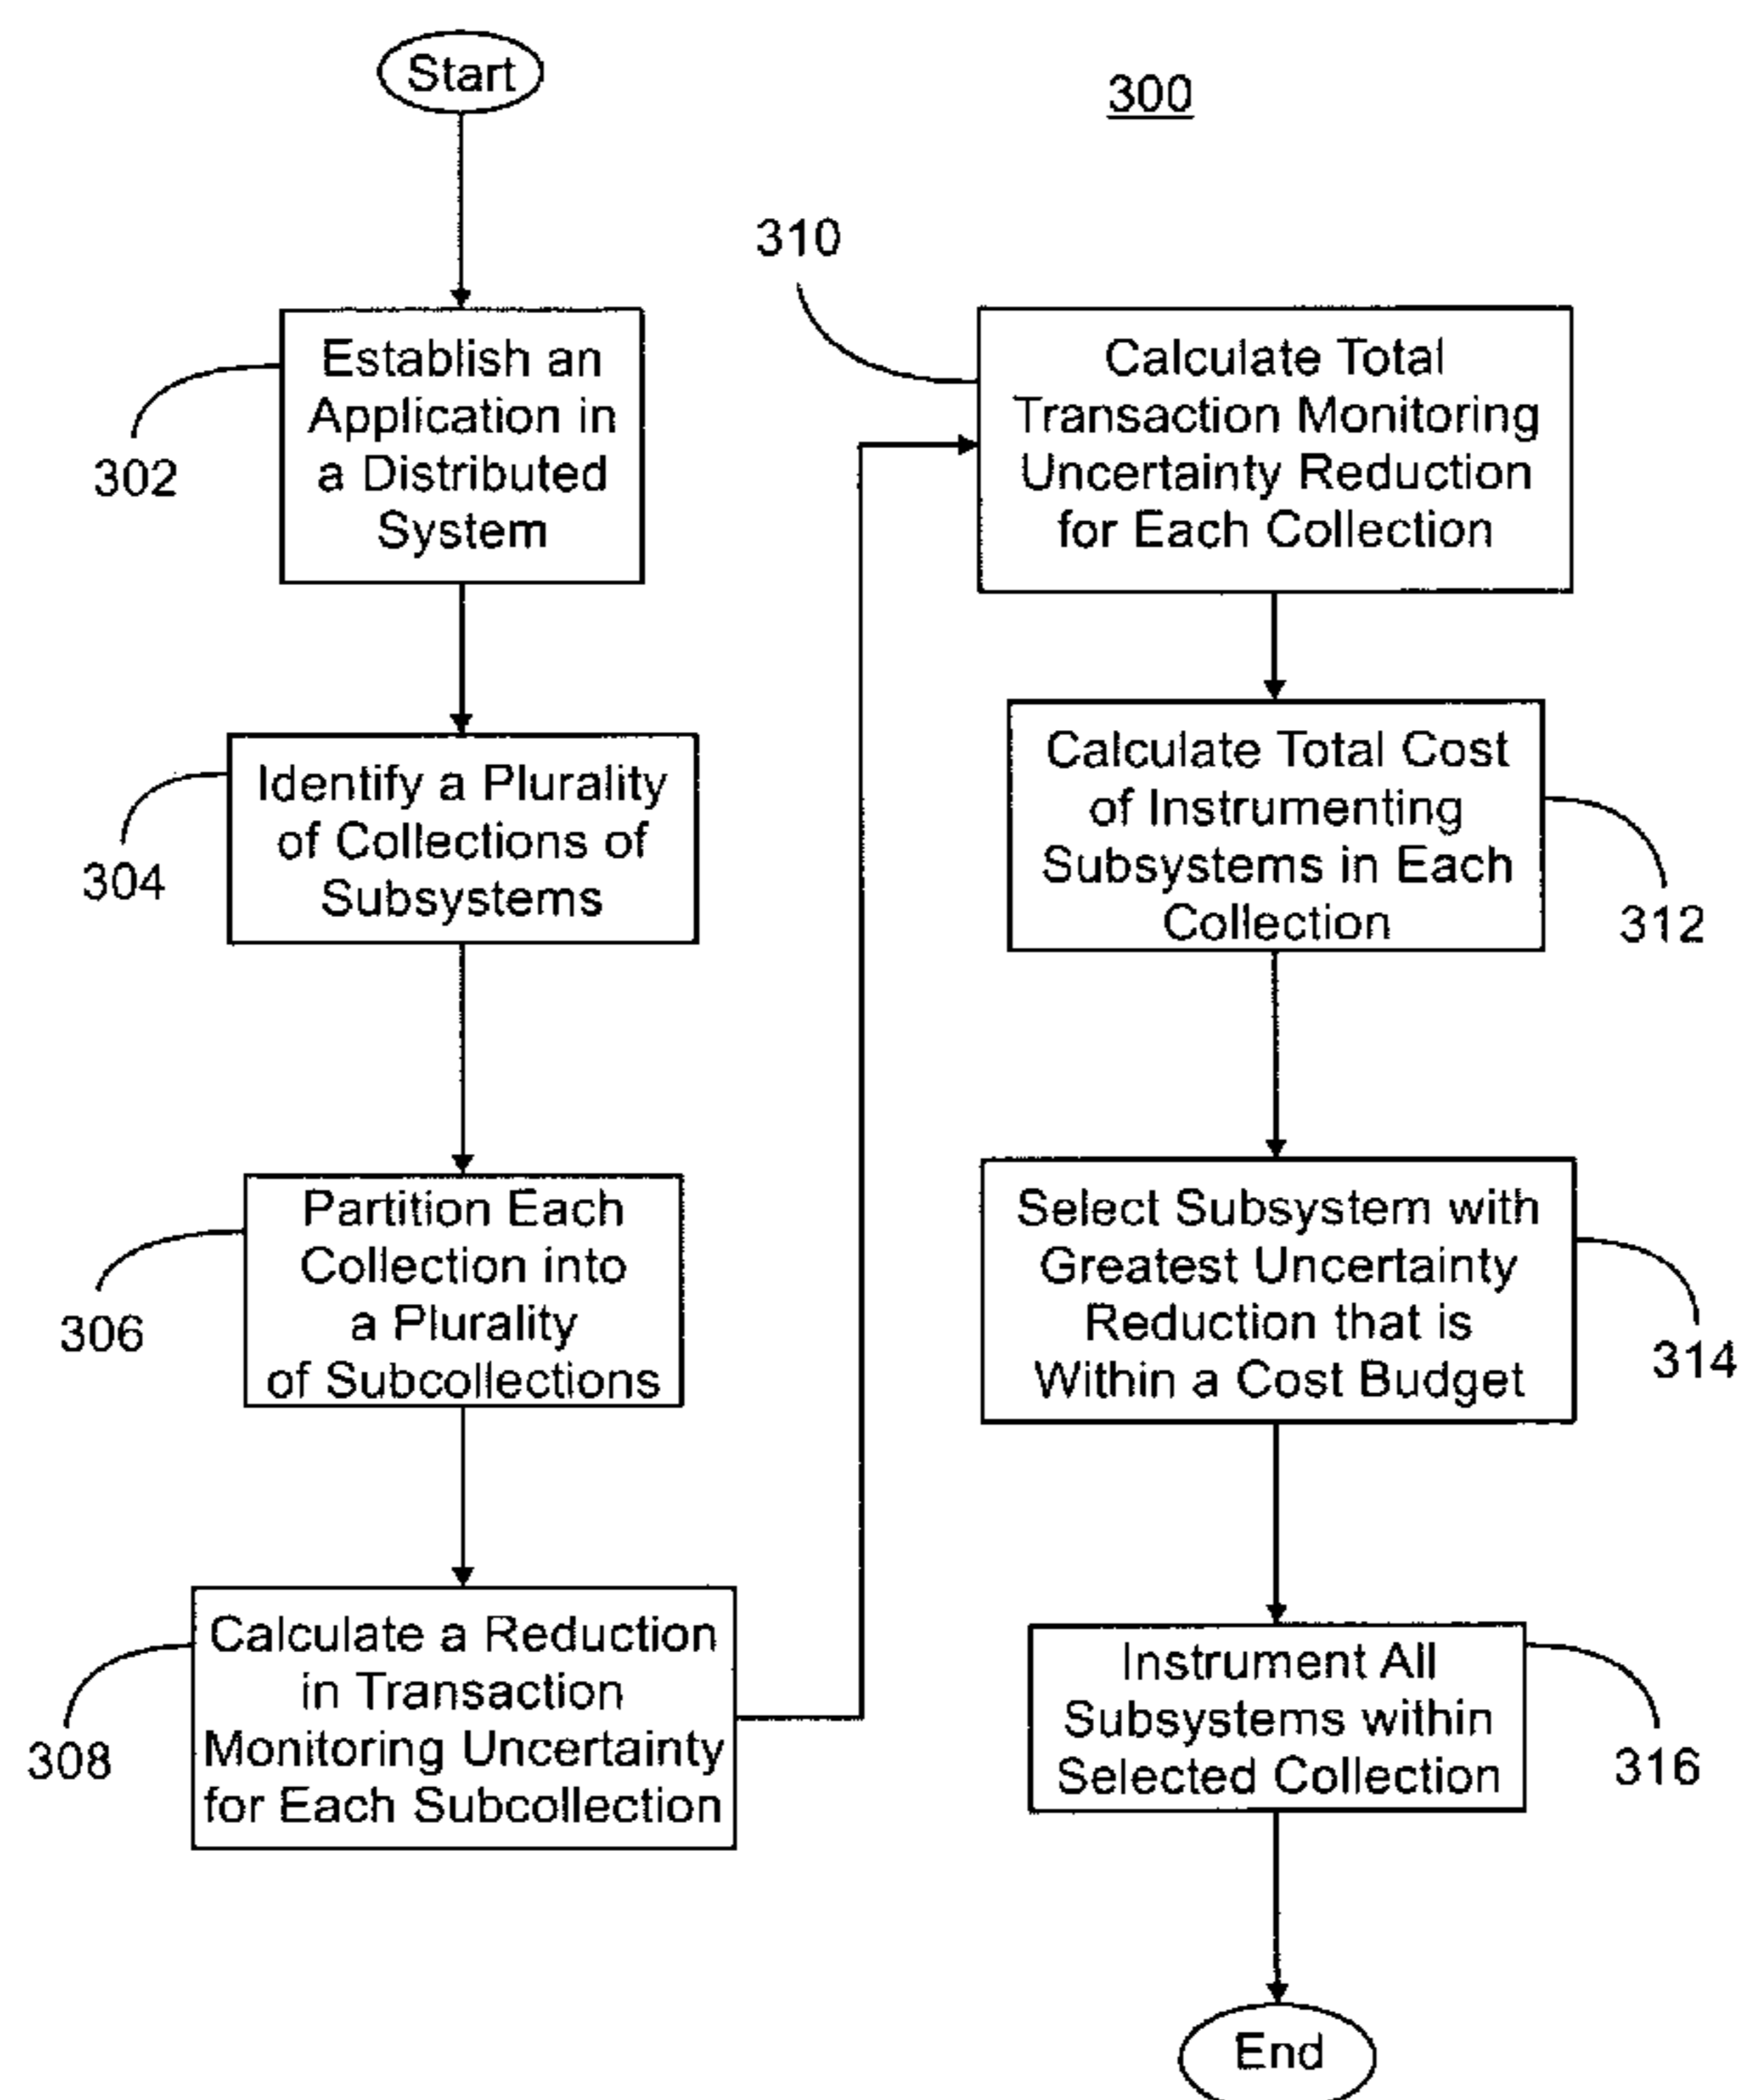 Start
300
302
Establish an
Application in
a Distributed
System
304
Identify a Plurality
of Collections of
Subsystems
306
Partition Each
Collection into
a Plurality
of Subcollections
308
Calculate a Reduction
in Transaction
Monitoring Uncertainty
for Each Subcollection
310
Calculate Total
Transaction Monitoring
Uncertainty Reduction
for Each Collection
Calculate Total Cost
of Instrumenting
Subsystems in Each
Collection
312
Select Subsystem with
Greatest Uncertainty
Reduction that is
Within a Cost Budget
314
Instrument All
Subsystems within
Selected Collection
316
End